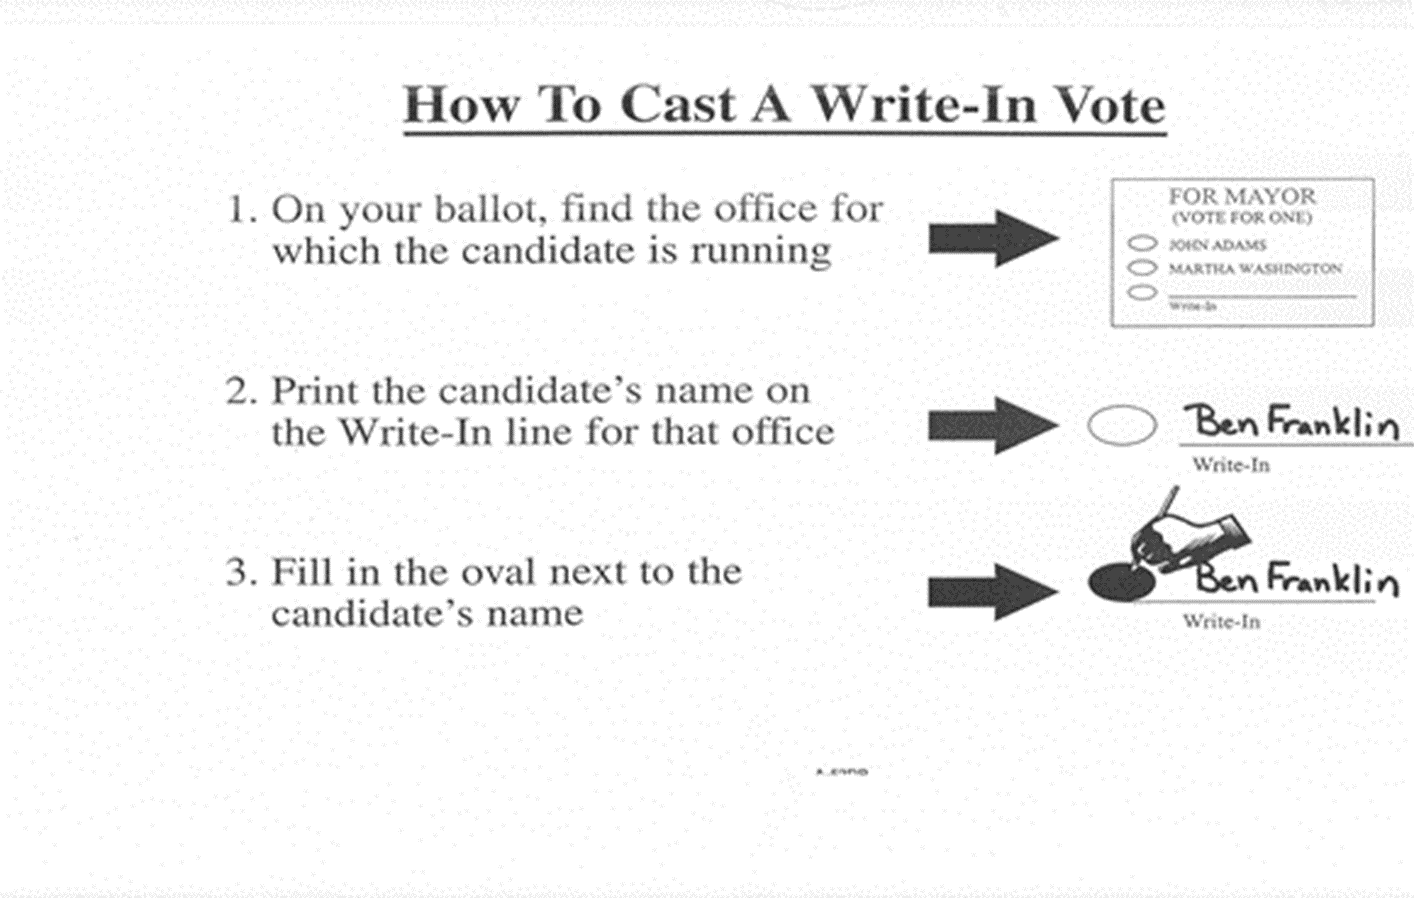 How To Cast A Write-In Vote
1. On your ballot, find the office for
which the candidate is running
FOR MAYOR
(VOTE FOR ONE)
JOHN ADAMS
MARTHA WASHINGTON
Write-In
2. Print the candidate's name on
the Write-In line for that office
Ben Franklin
Write-In
3. Fill in the oval next to the
candidate's name
Ben Franklin
Write-In